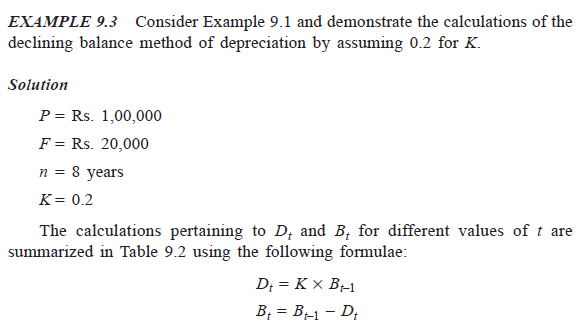 EXAMPLE 9.3 Consider Example 9.1 and demonstrate the calculations of the
declining balance method of depreciation by assuming 0.2 for K.
Solution
P = Rs. 1,00,000
F = Rs. 20,000
n = 8 years
K = 0.2
The calculations pertaining to Dₜ and Bₜ for different values of t are
summarized in Table 9.2 using the following formulae:
Dₜ = K × Bₜ₋₁
Bₜ = Bₜ₋₁ − Dₜ